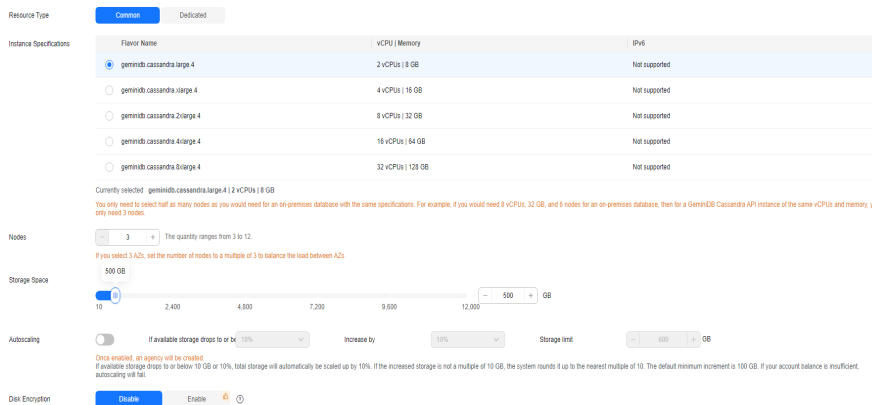 Resource Type Common Dedicated
Instance Specifications Flavor Name vCPU | Memory IPv6
geminidb.cassandra.large.4 2 vCPUs | 8 GB Not supported
geminidb.cassandra.xlarge.4 4 vCPUs | 16 GB Not supported
geminidb.cassandra.2xlarge.4 8 vCPUs | 32 GB Not supported
geminidb.cassandra.4xlarge.4 16 vCPUs | 64 GB Not supported
geminidb.cassandra.8xlarge.4 32 vCPUs | 128 GB Not supported
Currently selected geminidb.cassandra.large.4 | 2 vCPUs | 8 GB
You only need to select half as many nodes as you would need for an on-premises database with the same specifications. For example, if you would need 8 vCPUs, 32 GB, and 6 nodes for an on-premises database, then for a GeminiDB Cassandra API instance of the same vCPUs and memory, y
only need 3 nodes.
Nodes − 3 + The quantity ranges from 3 to 12.
If you select 3 AZs, set the number of nodes to a multiple of 3 to balance the load between AZs.
500 GB
Storage Space − 500 + GB
10 2,400 4,800 7,200 9,600 12,000
Autoscaling If available storage drops to or be 10% Increase by 10% Storage limit − 600 + GB
Once enabled, an agency will be created.
If available storage drops to or below 10 GB or 10%, total storage will automatically be scaled up by 10%. If the increased storage is not a multiple of 10 GB, the system rounds it up to the nearest multiple of 10. The default minimum increment is 100 GB. If your account balance is insufficient,
autoscaling will fail.
Disk Encryption Disable Enable ?